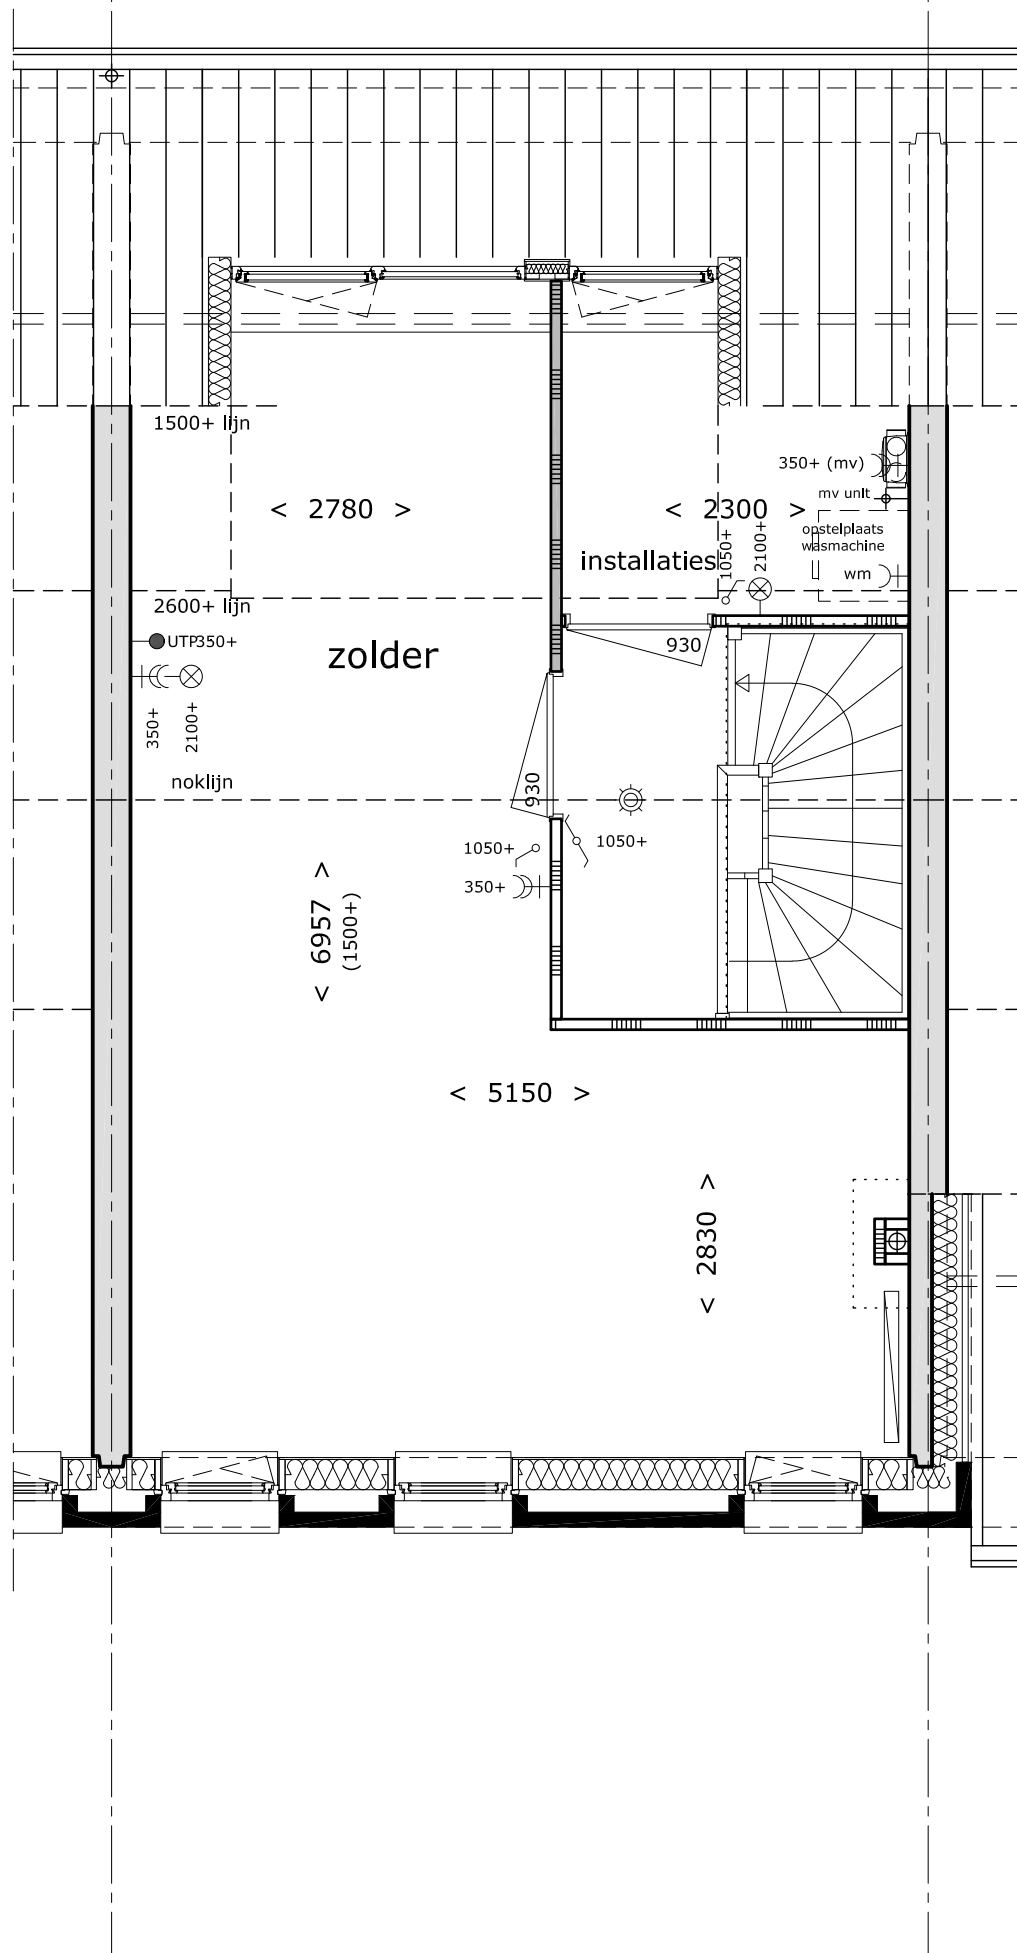 1500+ lijn
350+ (mv)
mv unit
< 2780 >
< 2300 >
opstelplaats
wasmachine
installaties
1050+
2100+
wm
2600+ lijn
UTP350+
zolder
930
350+
2100+
noklijn
930
1050+
1050+
350+
< 6957 >
(1500+)
< 5150 >
< 2830 >